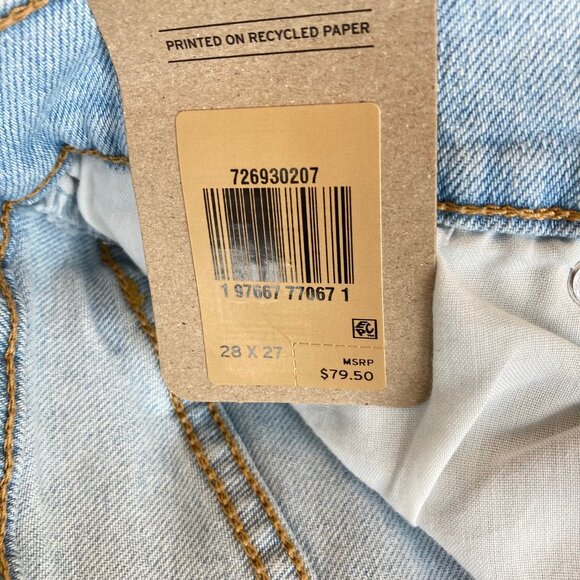 PRINTED ON RECYCLED PAPER
726930207
1 97667 77067 1
28 X 27
MSRP
$79.50